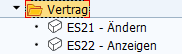 Vertrag
ES21 - Ändern
ES22 - Anzeigen